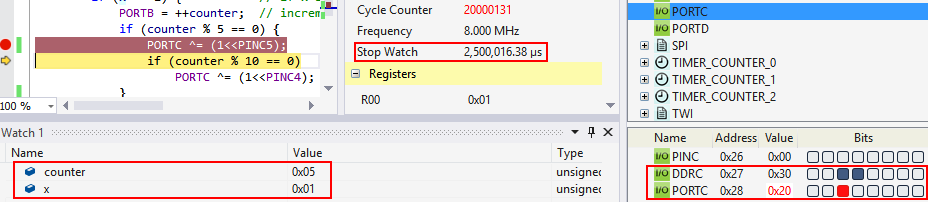 PORTB = ++counter;  // increm
if (counter % 5 == 0) {
PORTC ^= (1<<PINC5);
if (counter % 10 == 0)
PORTC ^= (1<<PINC4);
}
100 %
Cycle Counter 20000131
Frequency 8.000 MHz
Stop Watch 2,500,016.38 µs
Registers
R00 0x01
PORTC
PORTD
SPI
TIMER_COUNTER_0
TIMER_COUNTER_1
TIMER_COUNTER_2
TWI
Watch 1
Name Value Type
counter 0x05 unsigned
x 0x01 unsigned
Name Address Value Bits
I/O PINC 0x26 0x00
I/O DDRC 0x27 0x30
I/O PORTC 0x28 0x20